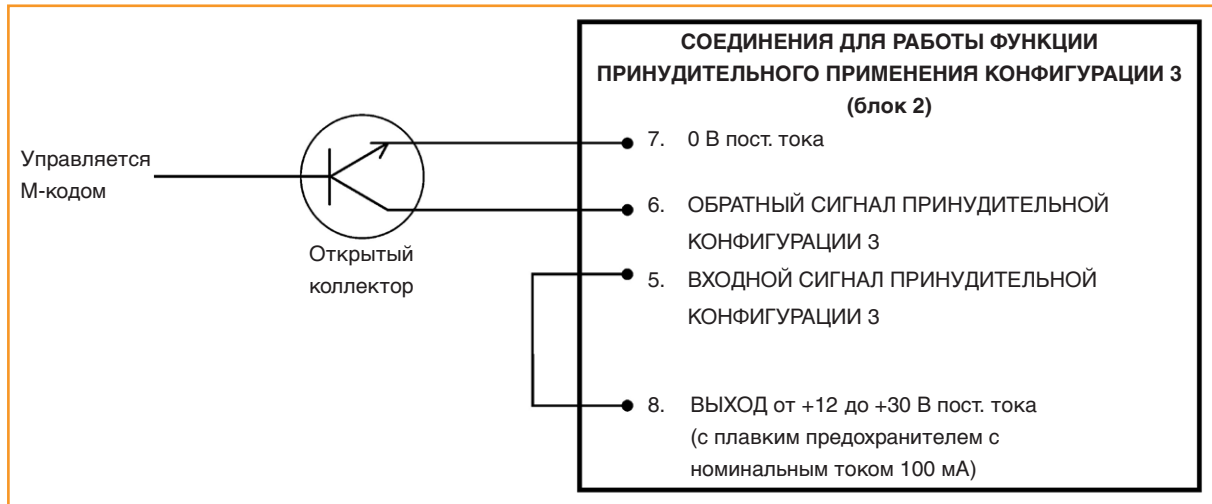 СОЕДИНЕНИЯ ДЛЯ РАБОТЫ ФУНКЦИИ
ПРИНУДИТЕЛЬНОГО ПРИМЕНЕНИЯ КОНФИГУРАЦИИ 3
(блок 2)
Управляется
М-кодом
Открытый
коллектор
7. 0 В пост. тока
6. ОБРАТНЫЙ СИГНАЛ ПРИНУДИТЕЛЬНОЙ
КОНФИГУРАЦИИ 3
5. ВХОДНОЙ СИГНАЛ ПРИНУДИТЕЛЬНОЙ
КОНФИГУРАЦИИ 3
8. ВЫХОД от +12 до +30 В пост. тока
(с плавким предохранителем с
номинальным током 100 мА)